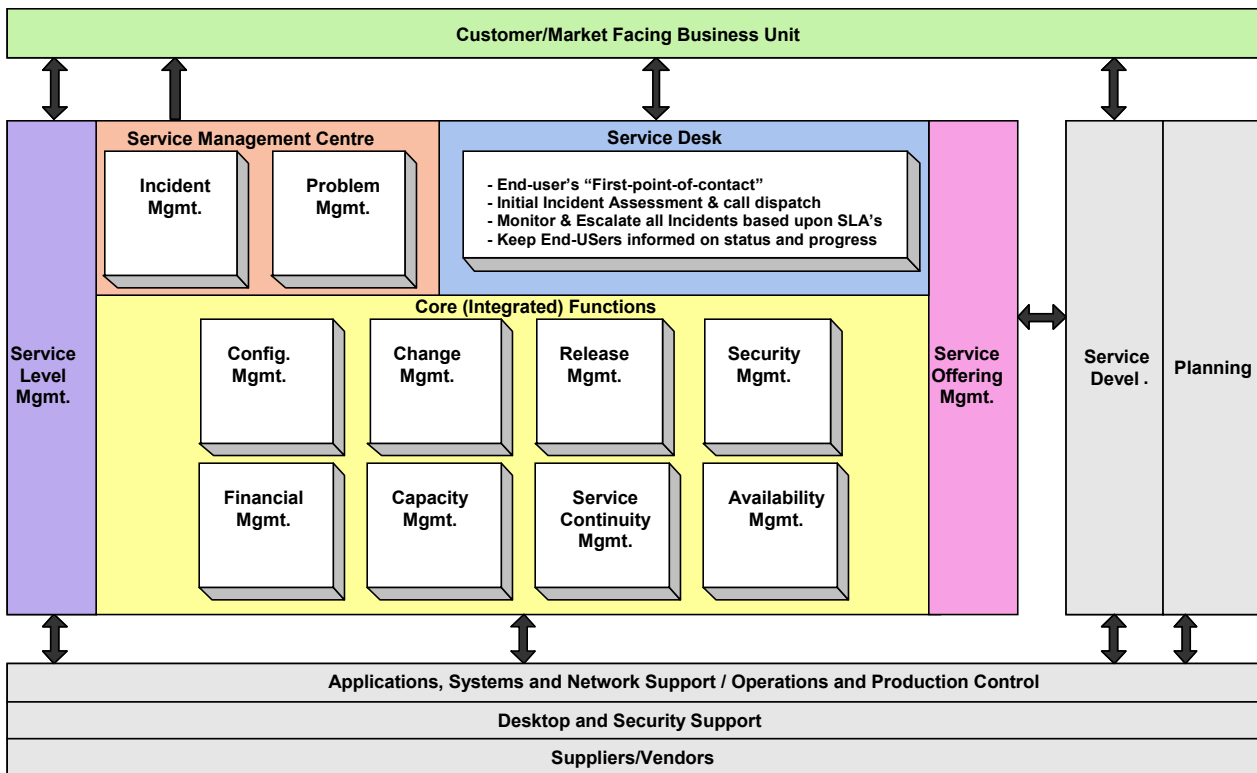 Customer/Market Facing Business Unit
Service Management Centre
Incident
Mgmt.
Problem
Mgmt.
Service Desk
- End-user's “First-point-of-contact”
- Initial Incident Assessment & call dispatch
- Monitor & Escalate all Incidents based upon SLA's
- Keep End-USers informed on status and progress
Service
Level
Mgmt.
Core (Integrated) Functions
Config.
Mgmt.
Change
Mgmt.
Release
Mgmt.
Security
Mgmt.
Financial
Mgmt.
Capacity
Mgmt.
Service
Continuity
Mgmt.
Availability
Mgmt.
Service
Offering
Mgmt.
Service
Devel .
Planning
Applications, Systems and Network Support / Operations and Production Control
Desktop and Security Support
Suppliers/Vendors